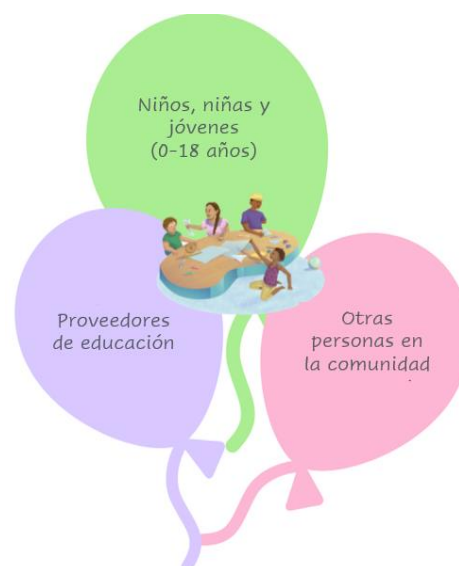 Niños, niñas y
jóvenes
(0-18 años)
Proveedores
de educación
Otras
personas en
la comunidad